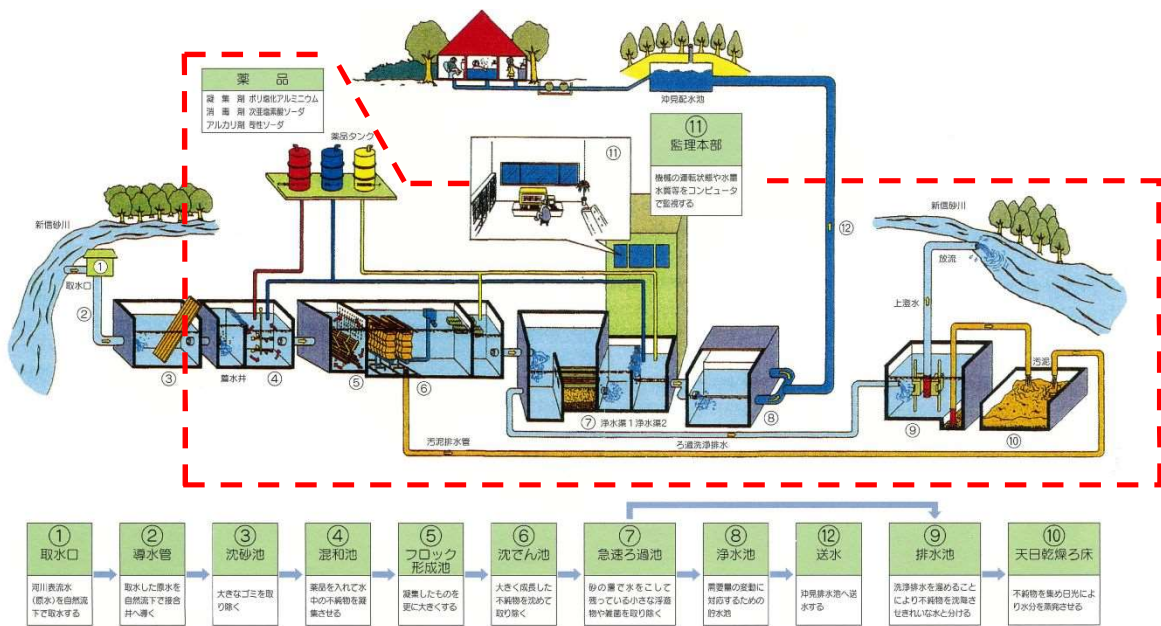 薬 品
凝 集 剤 ポリ塩化アルミニウム
消 毒 剤 次亜塩素酸ソーダ
アルカリ剤 苛性ソーダ
薬品タンク
沖見配水池
⑪
監理本部
機械の運転状態や水量
水質等をコンピュータ
で監視する
⑪
新信砂川
①
取水口
②
③
着水井
④
⑤
⑥
⑦
浄水渠1
浄水渠2
⑧
⑫
新信砂川
放流
上澄水
汚泥
⑨
⑩
汚泥排水管
ろ過洗浄排水
①
取水口
河川表流水
(原水)を自然流
下で取水する
②
導水管
取水した原水を
自然流下で接合
井へ導く
③
沈砂池
大きなゴミを取
り除く
④
混和池
薬品を入れて水
中の不純物を凝
集させる
⑤
フロック
形成池
凝集したものを
更に大きくする
⑥
沈でん池
大きく成長した
不純物を沈めて
取り除く
⑦
急速ろ過池
砂の層で水をこして
残っている小さな浮遊
物や雑菌を取り除く
⑧
浄水池
需要量の変動に
対応するための
貯水池
⑫
送水
沖見排水池へ送
水する
⑨
排水池
洗浄排水を溜めること
により不純物を沈降さ
せきれいな水と分ける
⑩
天日乾燥ろ床
不純物を集め日光によ
り水分を蒸発させる